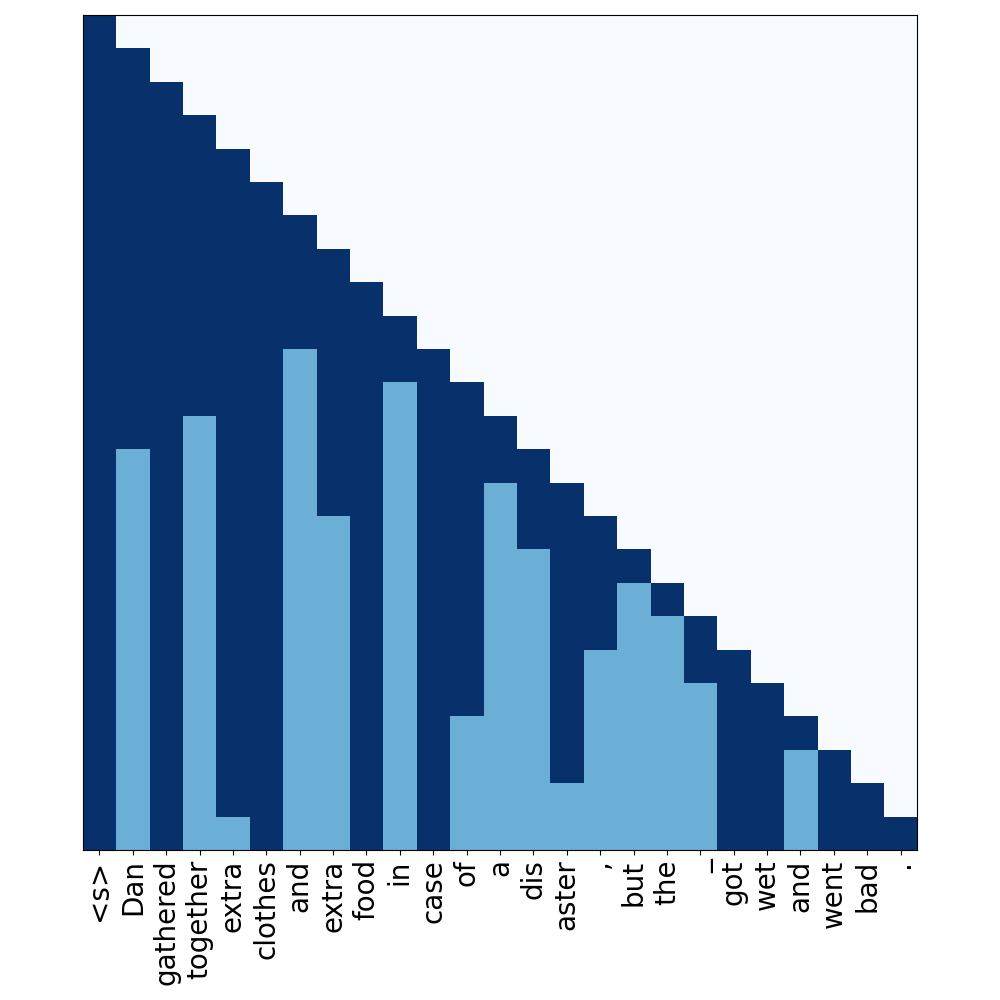 <s> Dan gathered together extra clothes and extra food in case of a dis aster , but the _ got wet and went bad .